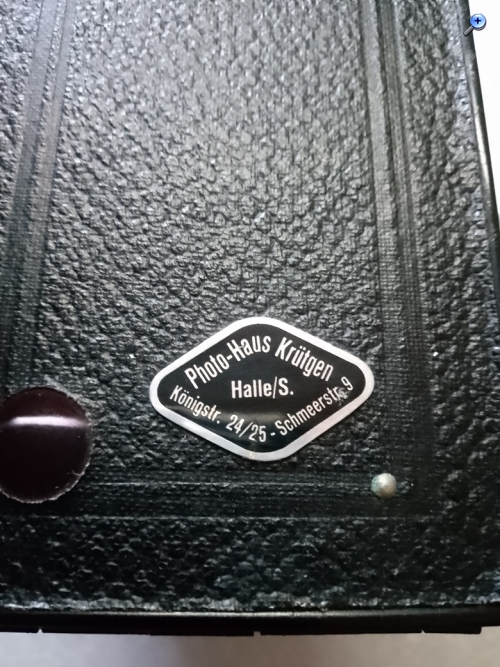 Photo-Haus Krütgen
Halle/S.
Königstr. 24/25 - Schmeerstr. 9